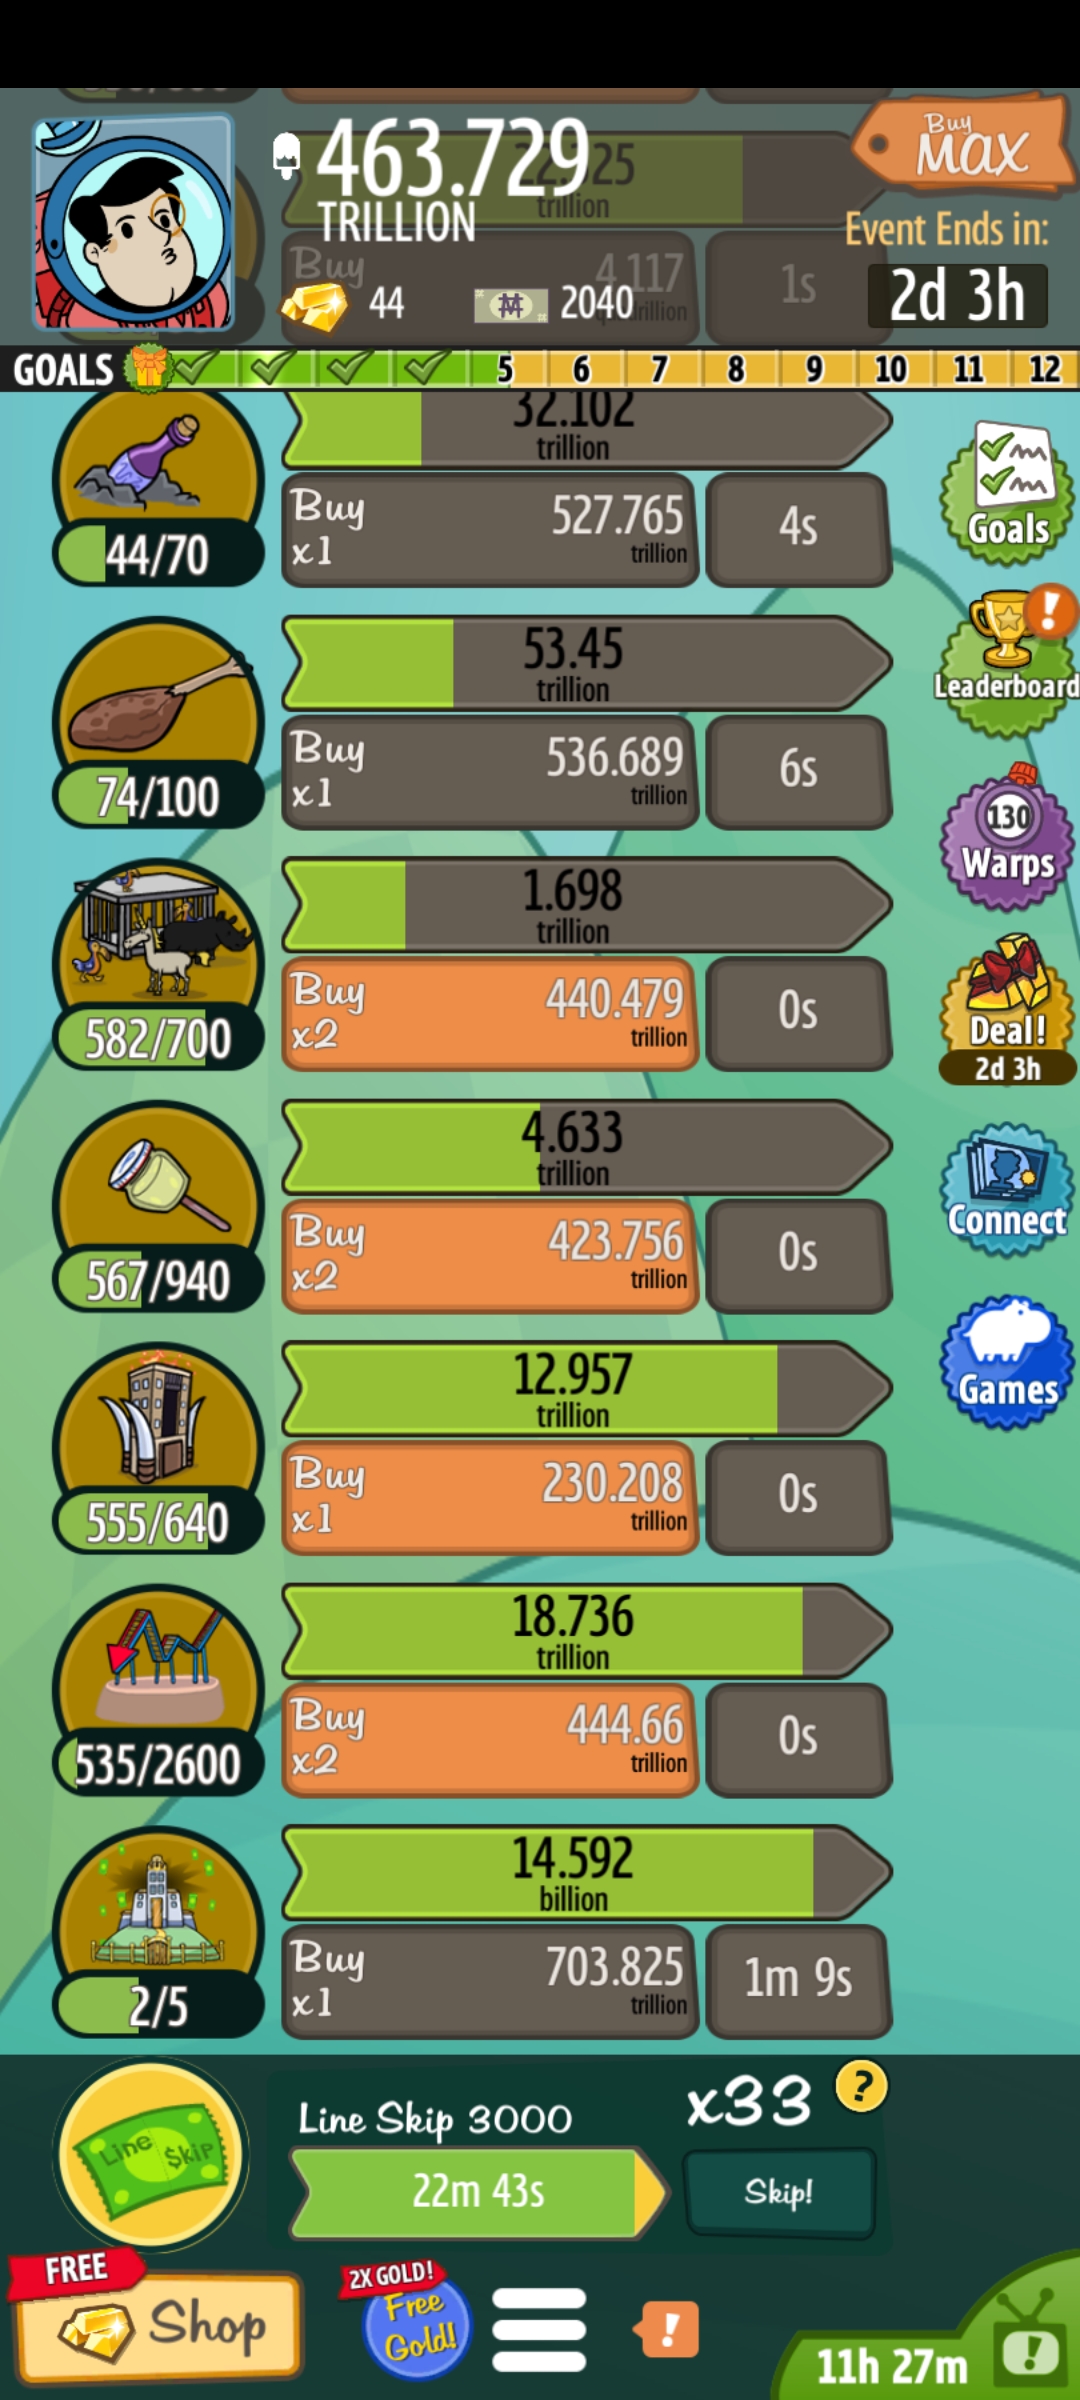 463.729
TRILLION
Buy
MAX
trillion
Event Ends in:
2d 3h
Buy
4.117
1s
44
2040
GOALS
5
6
7
8
9
10
11
12
32.102
trillion
Buy
x1
527.765
trillion
4s
44/70
Goals
53.45
trillion
Buy
x1
536.689
trillion
6s
74/100
!
Leaderboard
130
Warps
1.698
trillion
Buy
x2
440.479
trillion
0s
582/700
Deal!
2d 3h
4.633
trillion
Buy
x2
423.756
trillion
0s
567/940
Connect
12.957
trillion
Buy
x1
230.208
trillion
0s
555/640
Games
18.736
trillion
Buy
x2
444.66
trillion
0s
535/2600
14.592
billion
Buy
x1
703.825
trillion
1m 9s
2/5
Line $kip
Line Skip 3000
x33
?
22m 43s
Skip!
FREE
Shop
2X GOLD!
Free
Gold!
!
11h 27m
!